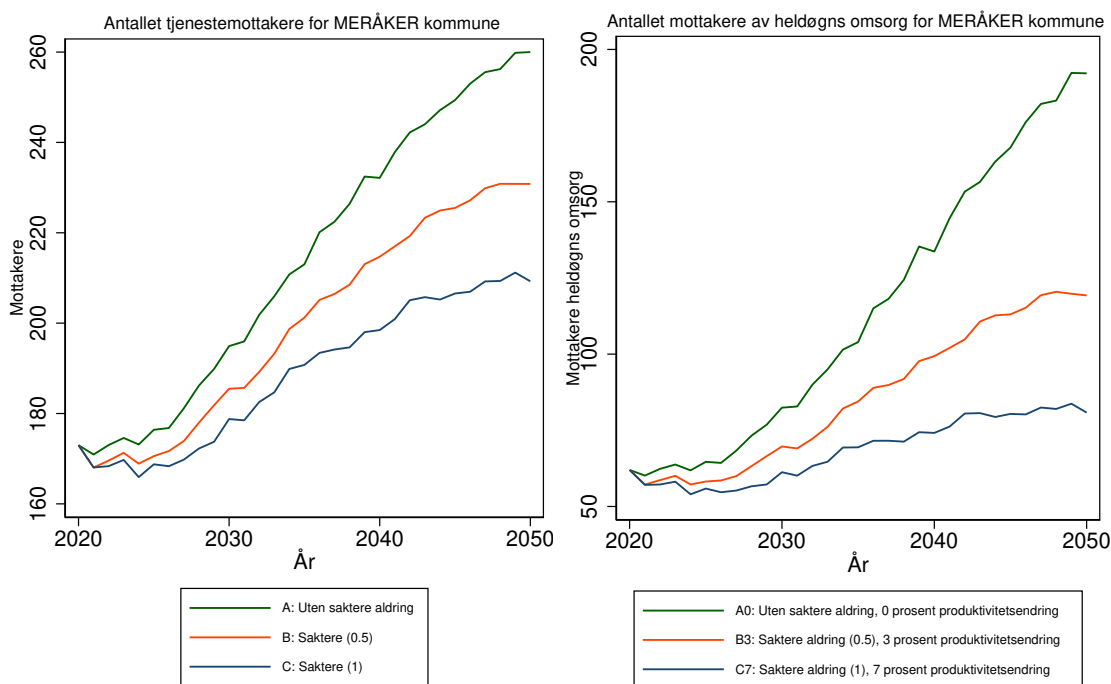 Antallet tjenestemottakere for MERÅKER kommune
260
240
220
200
180
160
Mottakere
2020
2030
2040
2050
År
A: Uten saktere aldring
B: Saktere (0.5)
C: Saktere (1)
Antallet mottakere av heldøgns omsorg for MERÅKER kommune
200
150
100
50
Mottakere heldøgns omsorg
2020
2030
2040
2050
År
A0: Uten saktere aldring, 0 prosent produktivitetsendring
B3: Saktere aldring (0.5), 3 prosent produktivitetsendring
C7: Saktere aldring (1), 7 prosent produktivitetsendring